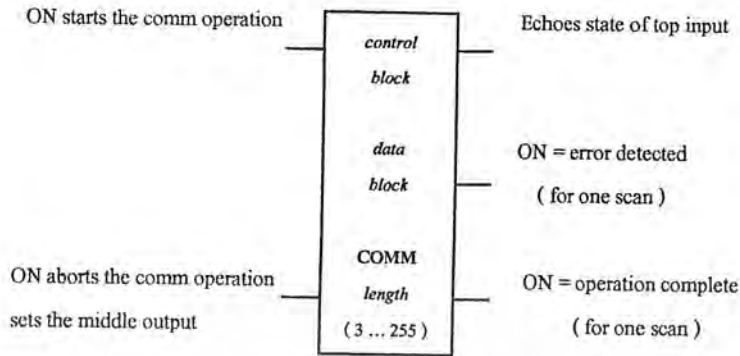 ON starts the comm operation
control
block
Echoes state of top input
data
block
ON = error detected
( for one scan )
ON aborts the comm operation
sets the middle output
COMM
length
( 3 ... 255 )
ON = operation complete
( for one scan )